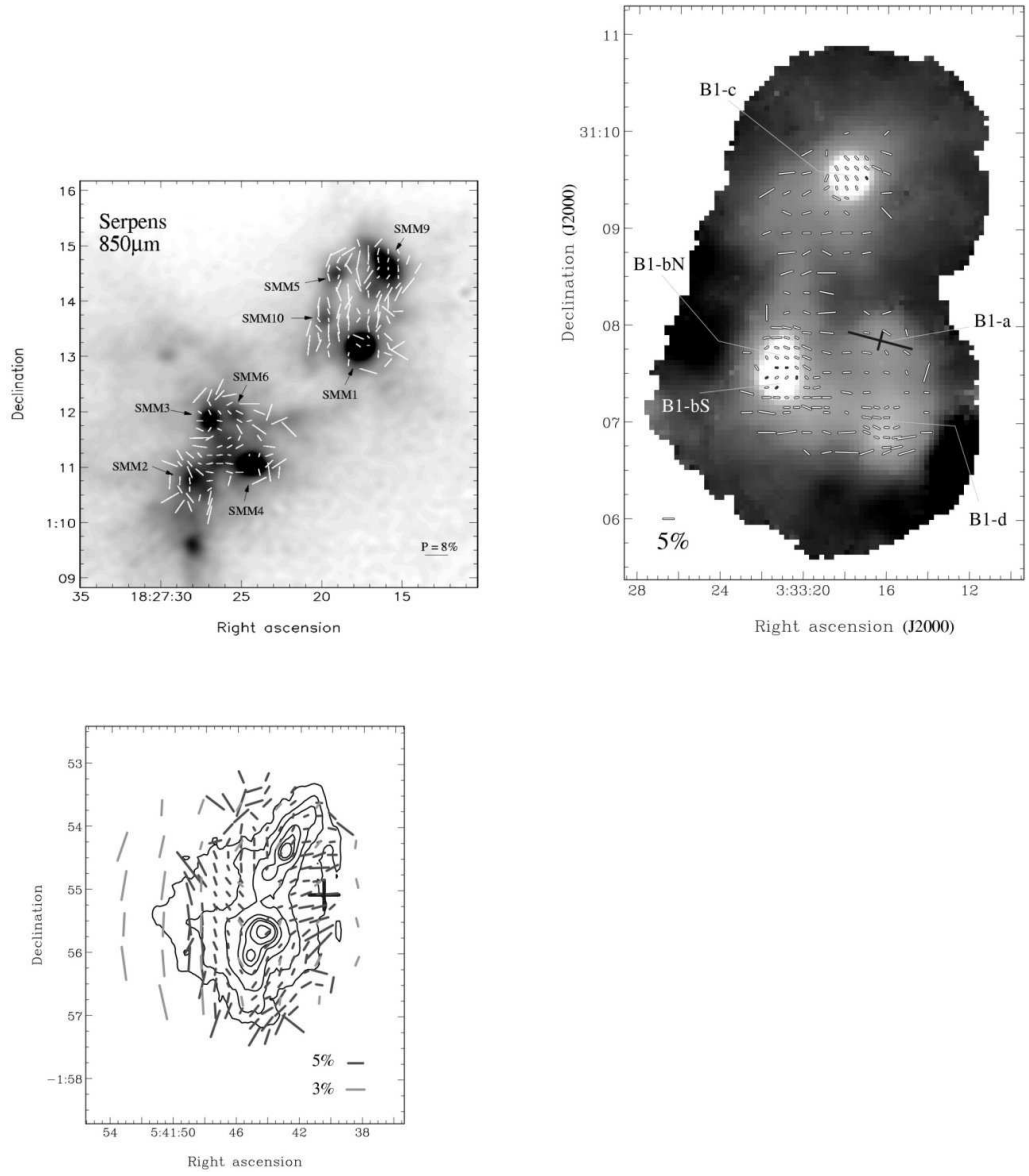 16
Serpens
850μm
SMM9
15
SMM5
14
SMM10
13
SMM1
SMM6
12
SMM3
11
SMM2
SMM4
1:10
P = 8%
09
35 18:27:30 25 20 15
Right ascension
Declination
11
B1-c
31:10
09
B1-bN
08
B1-a
B1-bS
07
B1-d
06
5%
28 24 3:33:20 16 12
Right ascension (J2000)
Declination (J2000)
53
54
55
56
57
5%
3%
-1:58
54 5:41:50 46 42 38
Right ascension
Declination